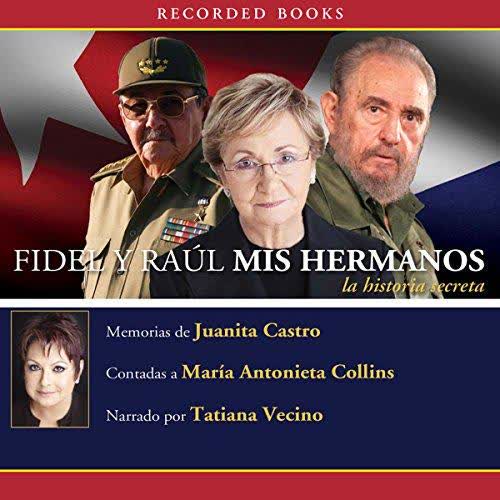 RECORDED BOOKS
FIDEL Y RAÚL MIS HERMANOS
la historia secreta
Memorias de Juanita Castro
Contadas a María Antonieta Collins
Narrado por Tatiana Vecino